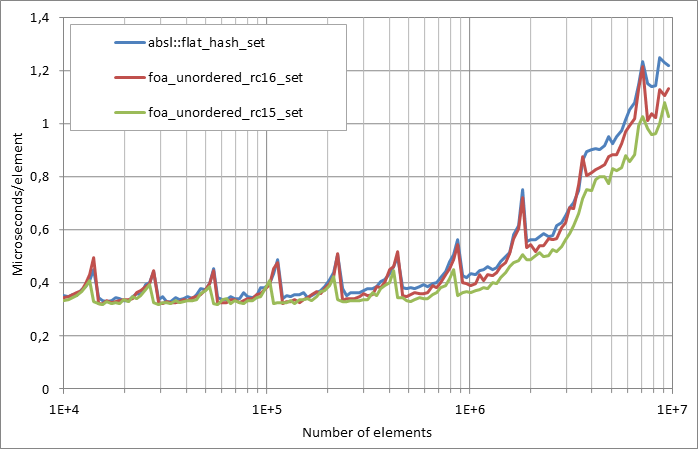 1,4
1,2
1
0,8
0,6
0,4
0,2
0
Microseconds/element
absl::flat_hash_set
foa_unordered_rc16_set
foa_unordered_rc15_set
1E+4
1E+5
1E+6
1E+7
Number of elements